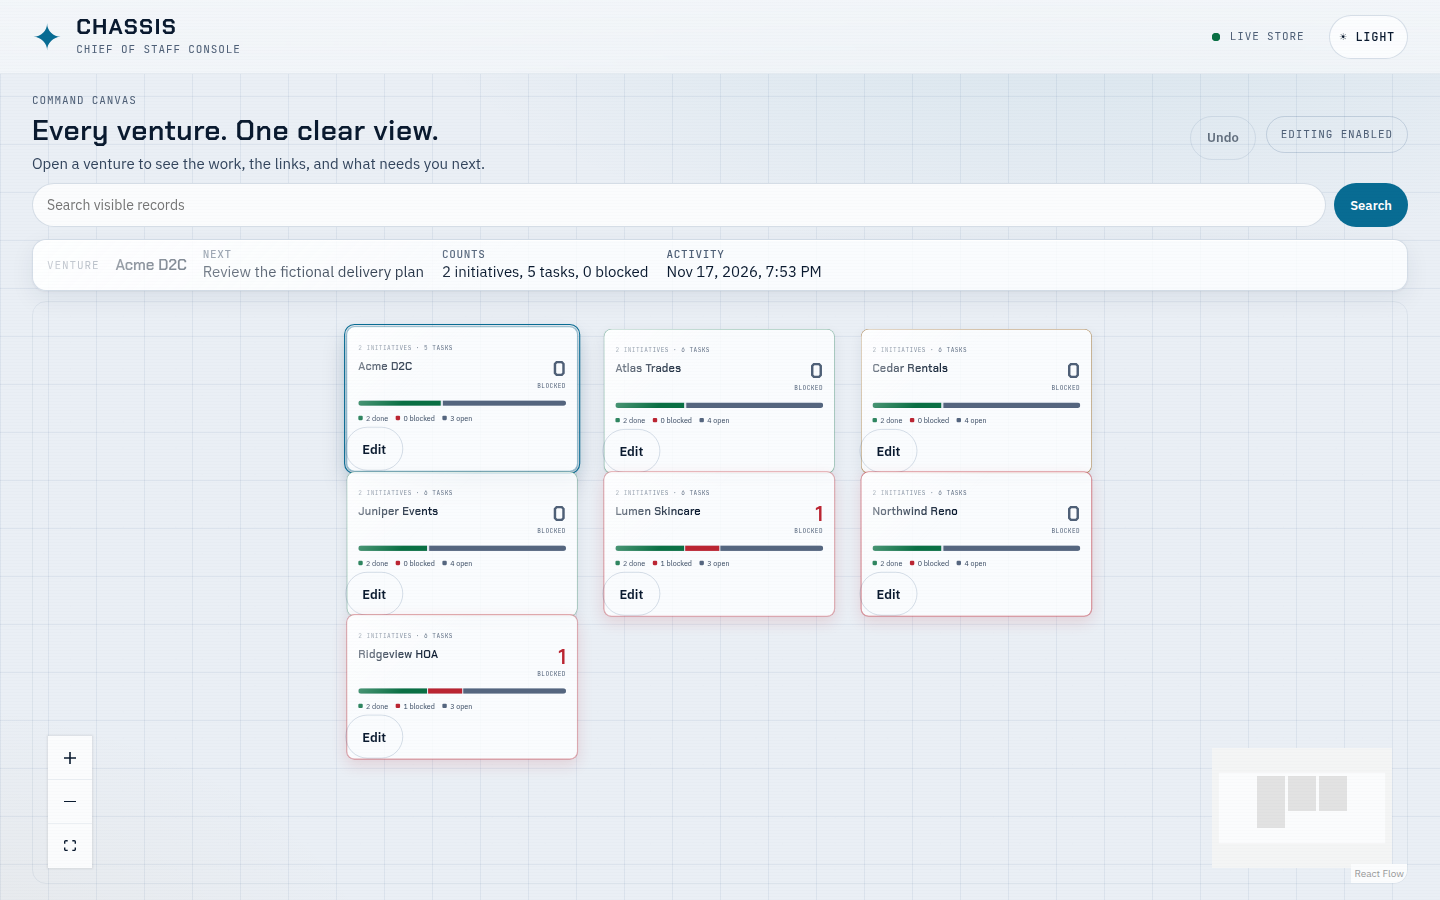 CHASSIS
CHIEF OF STAFF CONSOLE
LIVE STORE
☀ LIGHT
COMMAND CANVAS
Every venture. One clear view.
Open a venture to see the work, the links, and what needs you next.
Undo
EDITING ENABLED
Search visible records
Search
VENTURE Acme D2C
NEXT
Review the fictional delivery plan
COUNTS
2 initiatives, 5 tasks, 0 blocked
ACTIVITY
Nov 17, 2026, 7:53 PM
2 INITIATIVES · 5 TASKS
Acme D2C
0
BLOCKED
2 done 0 blocked 3 open
Edit
2 INITIATIVES · 6 TASKS
Atlas Trades
0
BLOCKED
2 done 0 blocked 4 open
Edit
2 INITIATIVES · 6 TASKS
Cedar Rentals
0
BLOCKED
2 done 0 blocked 4 open
Edit
2 INITIATIVES · 6 TASKS
Juniper Events
0
BLOCKED
2 done 0 blocked 4 open
Edit
2 INITIATIVES · 6 TASKS
Lumen Skincare
1
BLOCKED
2 done 1 blocked 3 open
Edit
2 INITIATIVES · 6 TASKS
Northwind Reno
0
BLOCKED
2 done 0 blocked 4 open
Edit
2 INITIATIVES · 6 TASKS
Ridgeview HOA
1
BLOCKED
2 done 1 blocked 3 open
Edit
React Flow